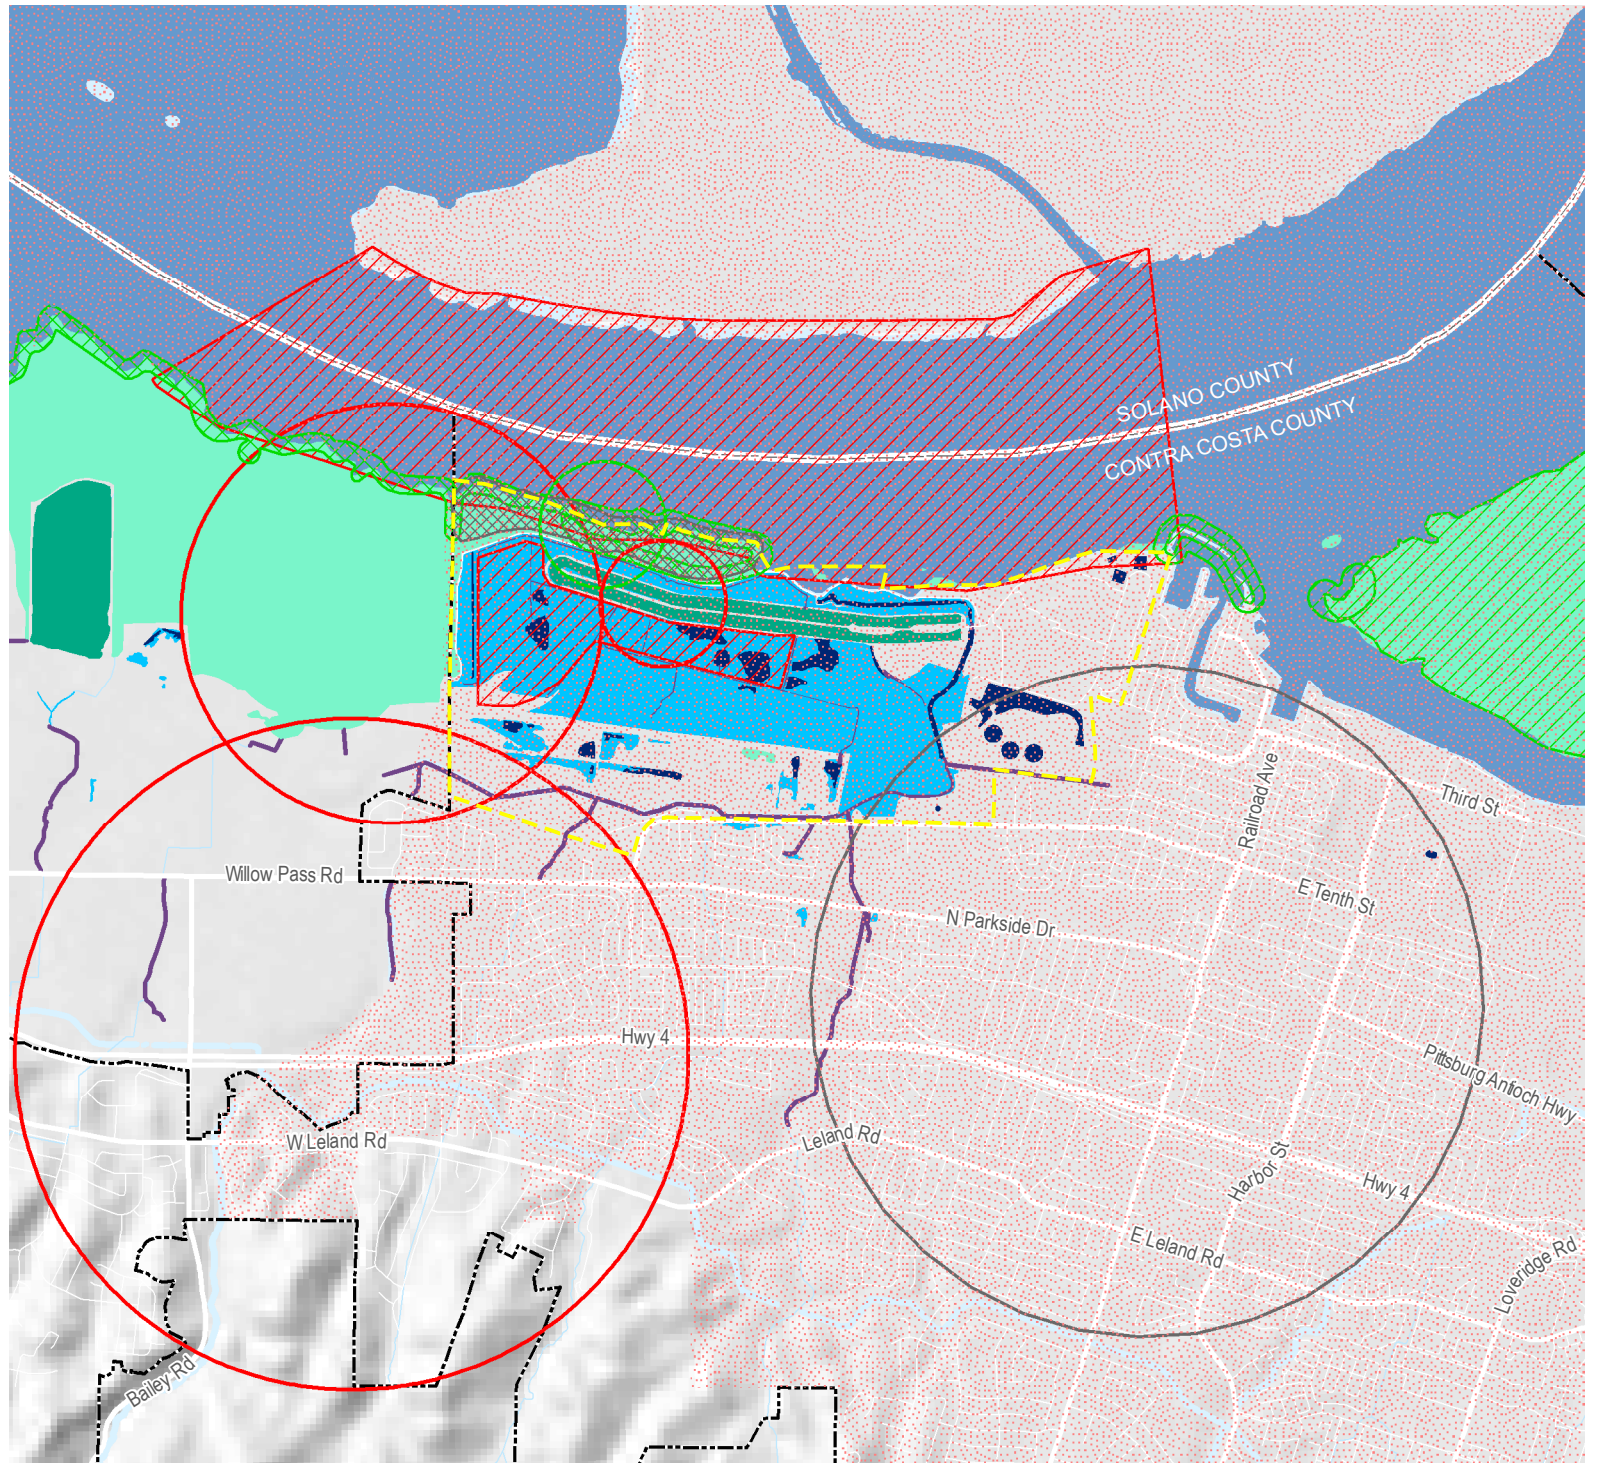 SOLANO COUNTY
CONTRA COSTA COUNTY
Railroad Ave
Third St
Willow Pass Rd
E Tenth St
N Parkside Dr
Hwy 4
Pittsburg Antioch Hwy
W Leland Rd
Leland Rd
Harbor St
Hwy 4
E Leland Rd
Loveridge Rd
Bailey Rd